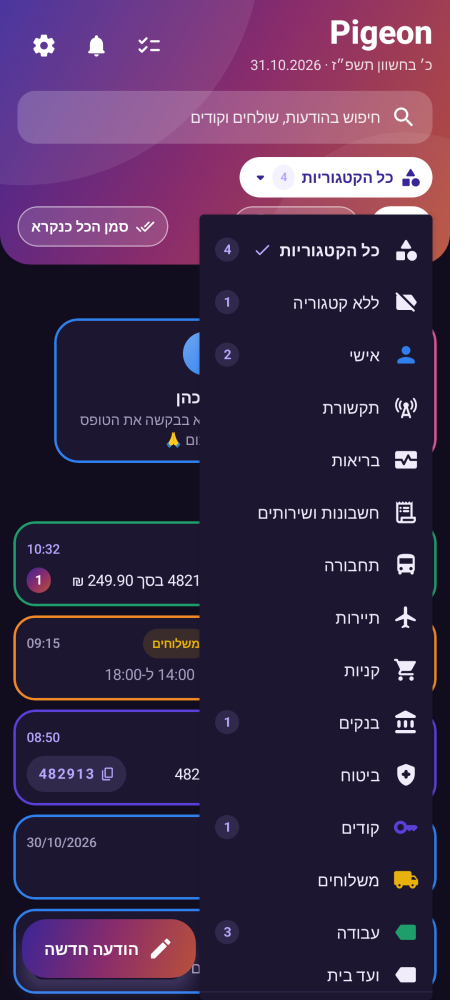 Pigeon
כ׳ בחשוון תשפ״ז · 31.10.2026
חיפוש בהודעות, שולחים וקודים
כל הקטגוריות 4
סמן הכל כנקרא
כל הקטגוריות 4
ללא קטגוריה 1
אישי 2
תקשורת
בריאות
חשבונות ושירותים
תחבורה
תיירות
קניות
בנקים 1
ביטוח
קודים 1
משלוחים
עבודה 3
ועד בית
כהן
א בבקשה את הטופס
🙏
10:32
4821 בסך 249.90 ₪
1
09:15
משלוחים
14:00 ל-18:00
08:50
482
482913
30/10/2026
הודעה חדשה